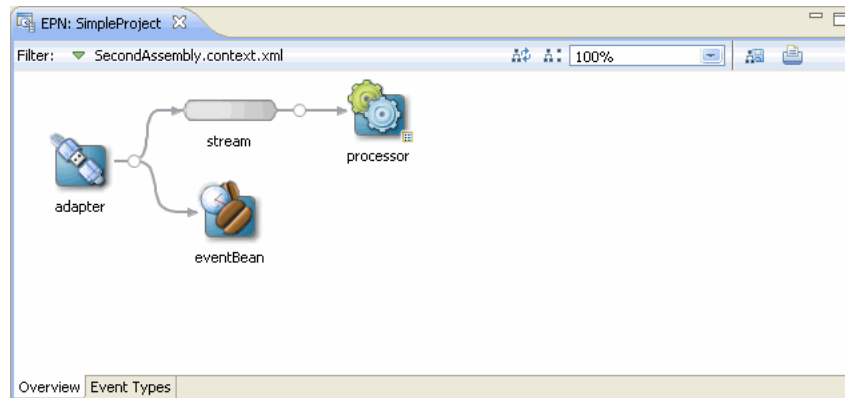 EPN: SimpleProject
Filter: SecondAssembly.context.xml 100%
stream
processor
adapter
eventBean
Overview Event Types